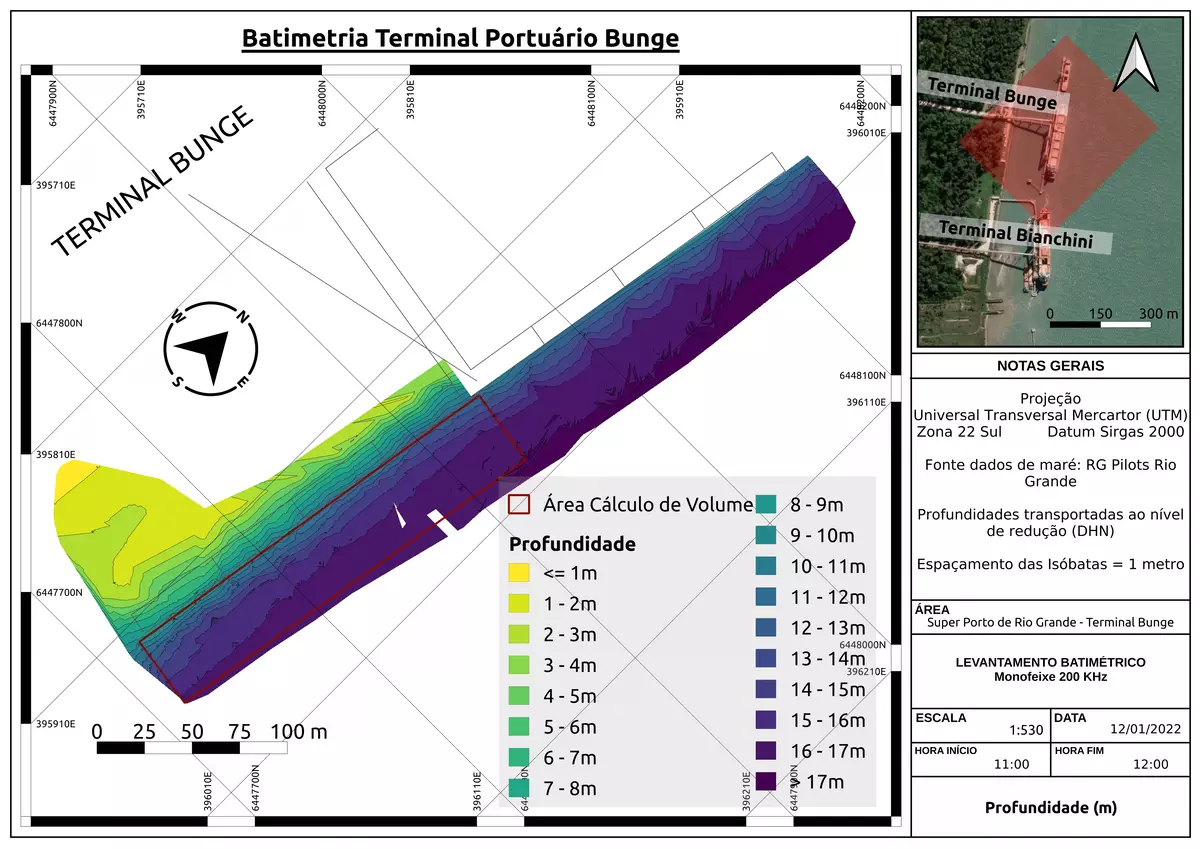 Batimetria Terminal Portuário Bunge
6447900N
395710E
6448000N
395810E
6448100N
395910E
6448200N
6448200N
396010E
395710E
TERMINAL BUNGE
6447800N
W
N
S
E
6448100N
396110E
395810E
6447700N
6448000N
396210E
395910E
Área Cálculo de Volume
Profundidade
<= 1m
1 - 2m
2 - 3m
3 - 4m
4 - 5m
5 - 6m
6 - 7m
7 - 8m
8 - 9m
9 - 10m
10 - 11m
11 - 12m
12 - 13m
13 - 14m
14 - 15m
15 - 16m
16 - 17m
> 17m
0 25 50 75 100 m
396010E
6447700N
396110E
396210E
Terminal Bunge
Terminal Bianchini
0 150 300 m
NOTAS GERAIS
Projeção
Universal Transversal Mercartor (UTM)
Zona 22 Sul Datum Sirgas 2000
Fonte dados de maré: RG Pilots Rio
Grande
Profundidades transportadas ao nível
de redução (DHN)
Espaçamento das Isóbatas = 1 metro
ÁREA
Super Porto de Rio Grande - Terminal Bunge
LEVANTAMENTO BATIMÉTRICO
Monofeixe 200 KHz
ESCALA
1:530
DATA
12/01/2022
HORA INÍCIO
11:00
HORA FIM
12:00
Profundidade (m)